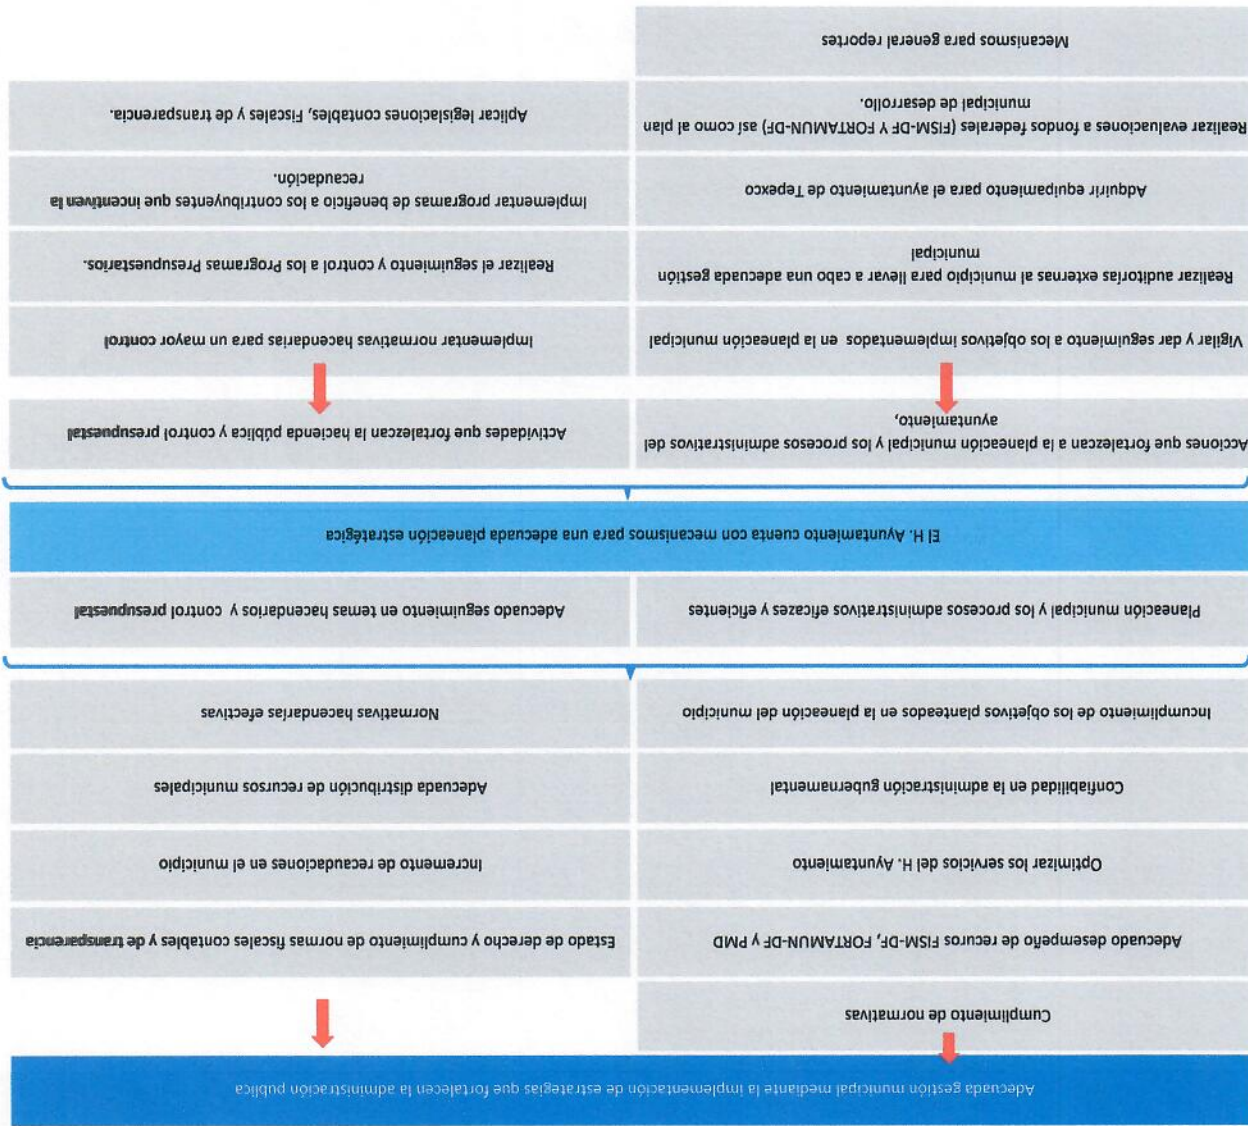 Adecuada gestión municipal mediante la implementación de estrategias que fortalecen la administración publica
Cumplimiento de normativas
Adecuado desempeño de recuros FISM-DF, FORTAMUN-DF y PMD
Estado de derecho y cumplimiento de normas fiscales contables y de transparencia
Optimizar los servicios del H. Ayuntamiento
Incremento de recaudaciones en el municipio
Confiabilidad en la administración gubernamental
Adecuada distribución de recursos municipales
Incumplimiento de los objetivos planteados en la planeación del municipio
Normativas hacendarias efectivas
Planeación municipal y los procesos administrativos eficaces y eficientes
Adecuado seguimiento en temas hacendarios y control presupuestal
El H. Ayuntamiento cuenta con mecanismos para una adecuada planeación estratégica
Acciones que fortalezcan a la planeación municipal y los procesos administrativos del
ayuntamiento,
Actividades que fortalezcan la hacienda pública y control presupuestal
Vigilar y dar seguimiento a los objetivos implementados en la planeación municipal
Implementar normativas hacendarias para un mayor control
Realizar auditorías externas al municipio para llevar a cabo una adecuada gestión
municipal
Realizar el seguimiento y control a los Programas Presupuestarios.
Adquirir equipamiento para el ayuntamiento de Tepexco
Implementar programas de beneficio a los contribuyentes que incentiven la
recaudación.
Realizar evaluaciones a fondos federales (FISM-DF Y FORTAMUN-DF) así como al plan
municipal de desarrollo.
Aplicar legislaciones contables, Fiscales y de transparencia.
Mecanismos para general reportes